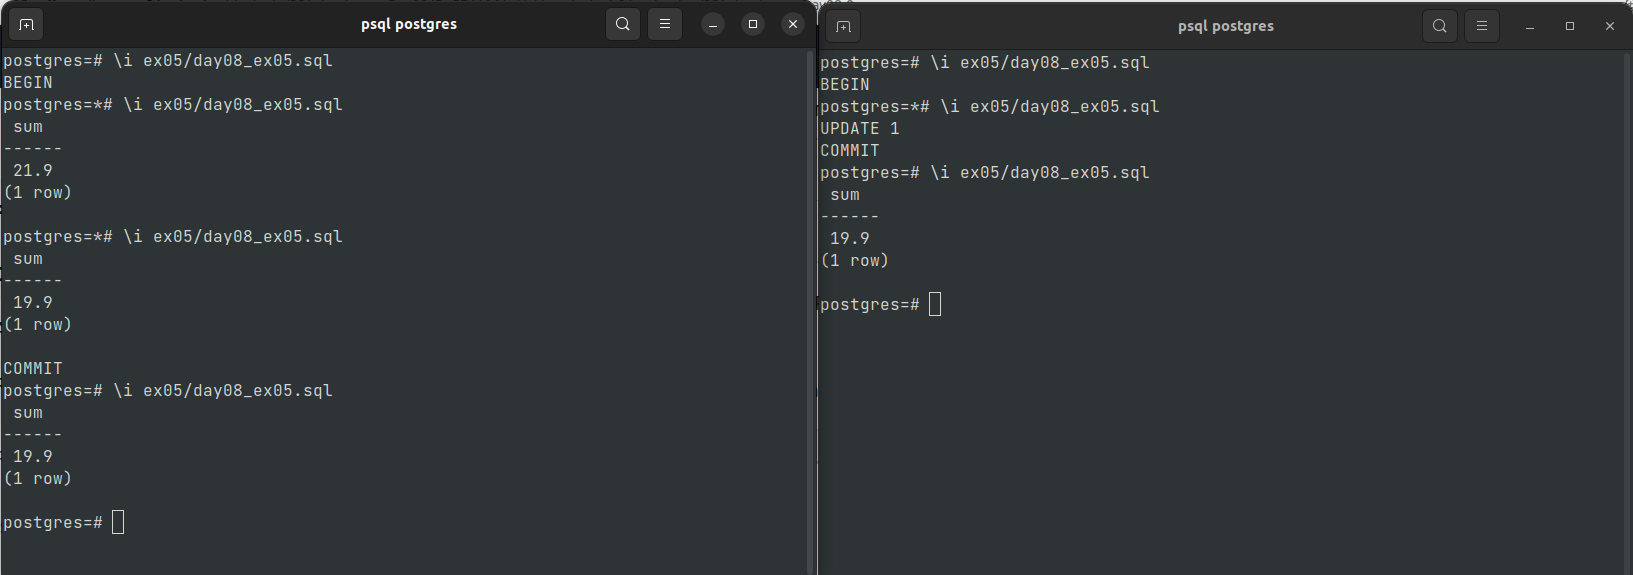 psql postgres
postgres=# \i ex05/day08_ex05.sql
BEGIN
postgres=*# \i ex05/day08_ex05.sql
 sum
------
 21.9
(1 row)

postgres=*# \i ex05/day08_ex05.sql
 sum
------
 19.9
(1 row)

COMMIT
postgres=# \i ex05/day08_ex05.sql
 sum
------
 19.9
(1 row)

postgres=#
psql postgres
postgres=# \i ex05/day08_ex05.sql
BEGIN
postgres=*# \i ex05/day08_ex05.sql
UPDATE 1
COMMIT
postgres=# \i ex05/day08_ex05.sql
 sum
------
 19.9
(1 row)

postgres=#